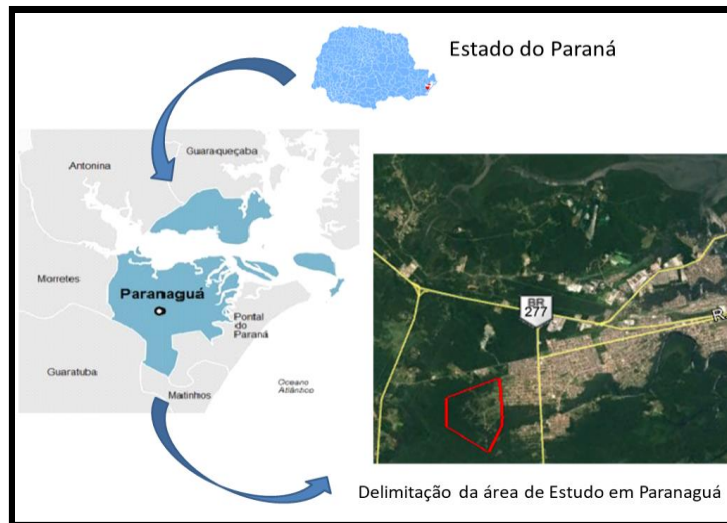 Estado do Paraná
Guaraqueçaba
Antonina
Morretes
Paranaguá
Pontal
do
Paraná
Guaratuba
Matinhos
Oceano
Atlântico
BR
277
R
Delimitação da área de Estudo em Paranaguá